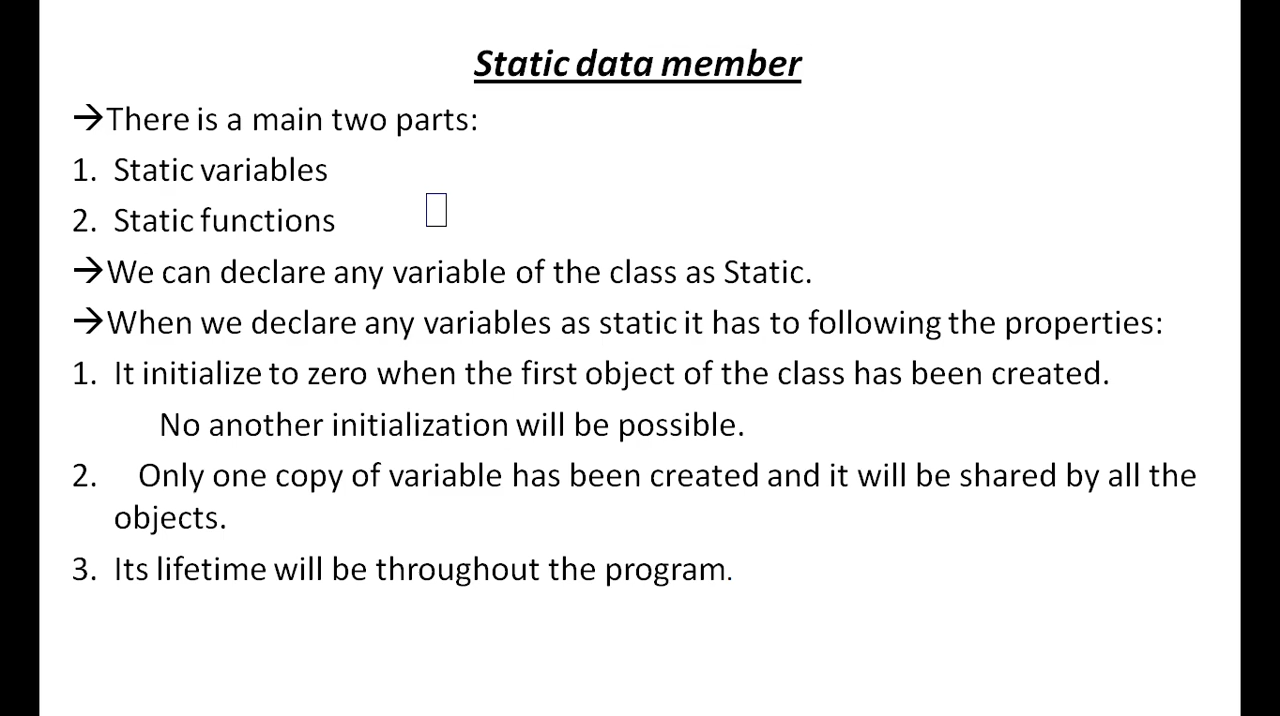 Static data member
→There is a main two parts:
1. Static variables
2. Static functions
→We can declare any variable of the class as Static.
→When we declare any variables as static it has to following the properties:
1. It initialize to zero when the first object of the class has been created.
No another initialization will be possible.
2. Only one copy of variable has been created and it will be shared by all the
objects.
3. Its lifetime will be throughout the program.